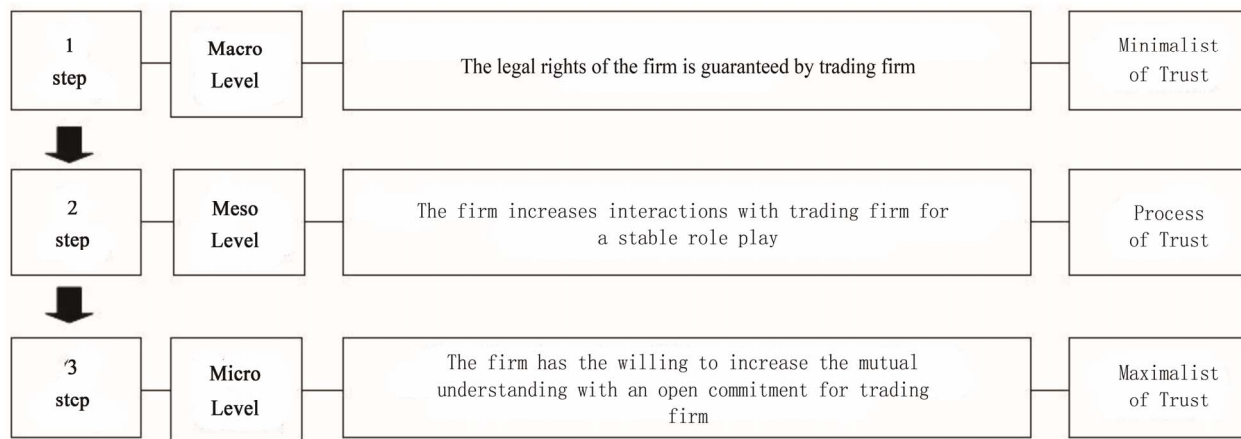 1
step
Macro
Level
The legal rights of the firm is guaranteed by trading firm
Minimalist
of Trust
2
step
Meso
Level
The firm increases interactions with trading firm for
a stable role play
Process
of Trust
3
stcp
Micro
Level
The firm has the willing to increase the mutual
understanding with an open commitment for trading
firm
Maximalist
of Trust